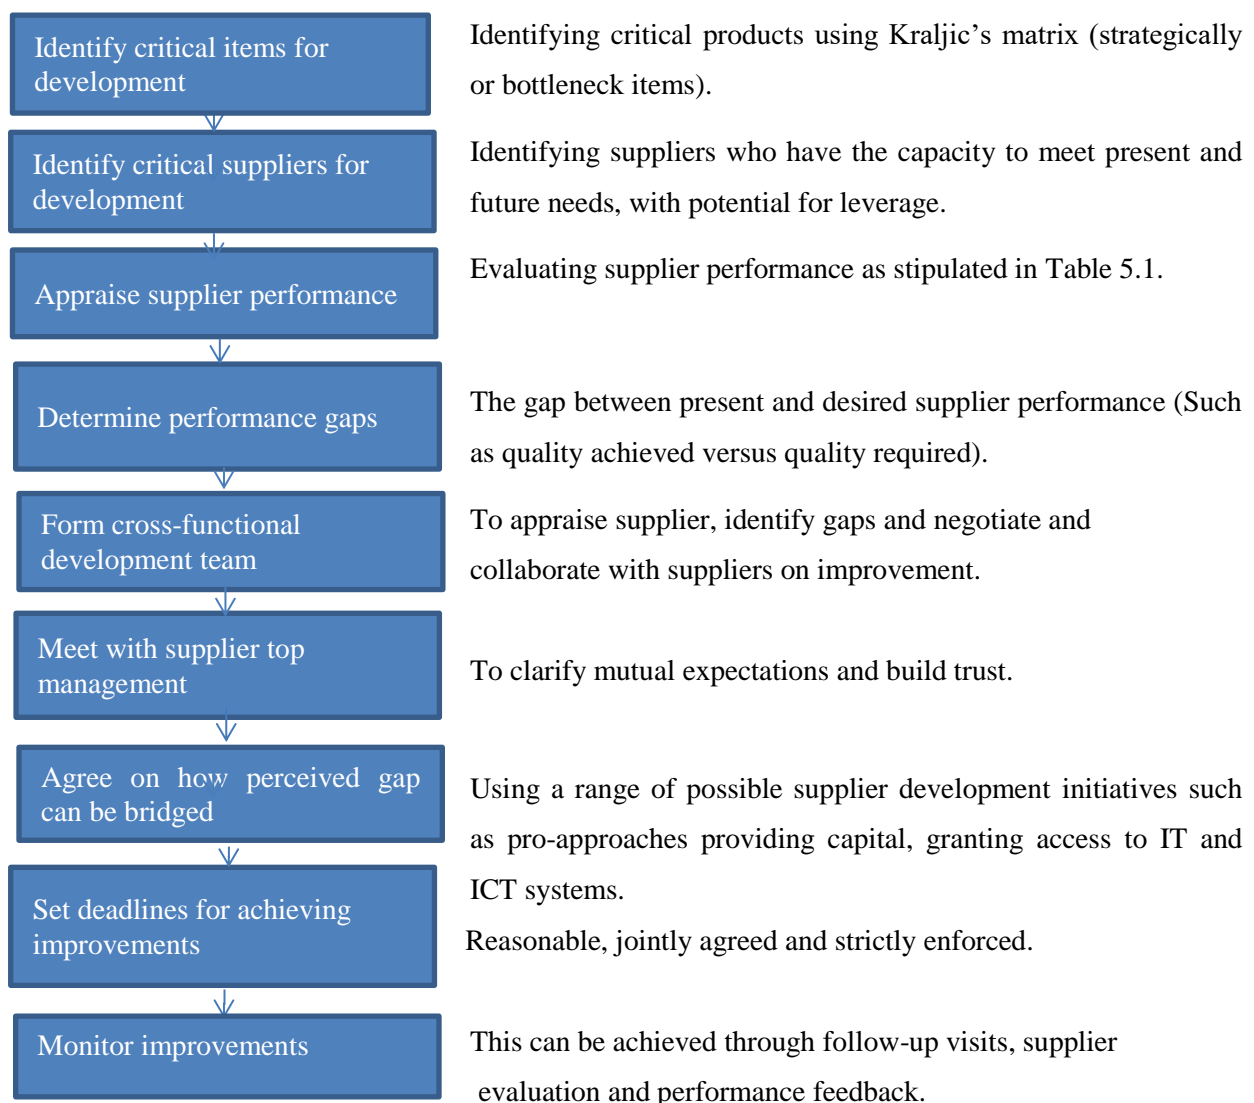 Identify critical items for
development
Identifying critical products using Kraljic's matrix (strategically
or bottleneck items).
Identify critical suppliers for
development
Identifying suppliers who have the capacity to meet present and
future needs, with potential for leverage.
Appraise supplier performance
Evaluating supplier performance as stipulated in Table 5.1.
Determine performance gaps
The gap between present and desired supplier performance (Such
as quality achieved versus quality required).
Form cross-functional
development team
To appraise supplier, identify gaps and negotiate and
collaborate with suppliers on improvement.
Meet with supplier top
management
To clarify mutual expectations and build trust.
Agree on how perceived gap
can be bridged
Using a range of possible supplier development initiatives such
as pro-approaches providing capital, granting access to IT and
ICT systems.
Set deadlines for achieving
improvements
Reasonable, jointly agreed and strictly enforced.
Monitor improvements
This can be achieved through follow-up visits, supplier
evaluation and performance feedback.